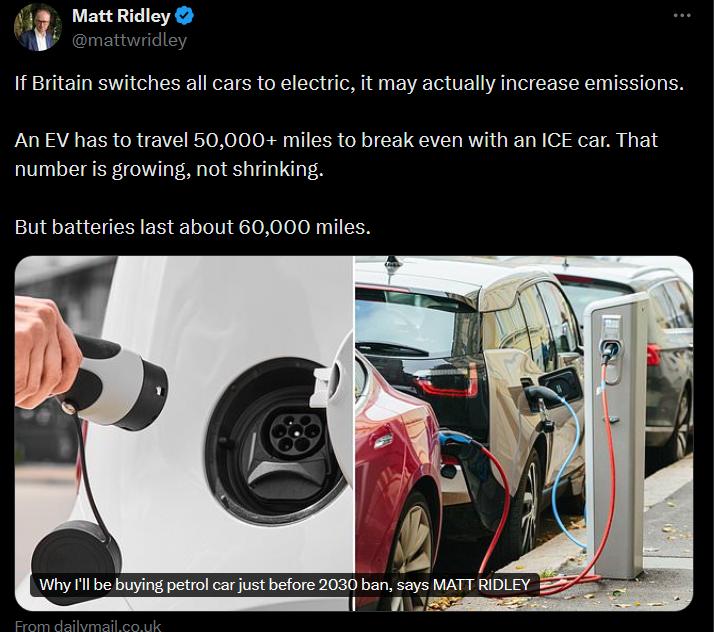 Matt Ridley
@mattwridley
If Britain switches all cars to electric, it may actually increase emissions.
An EV has to travel 50,000+ miles to break even with an ICE car. That
number is growing, not shrinking.
But batteries last about 60,000 miles.
Why I'll be buying petrol car just before 2030 ban, says MATT RIDLEY
From dailymail.co.uk